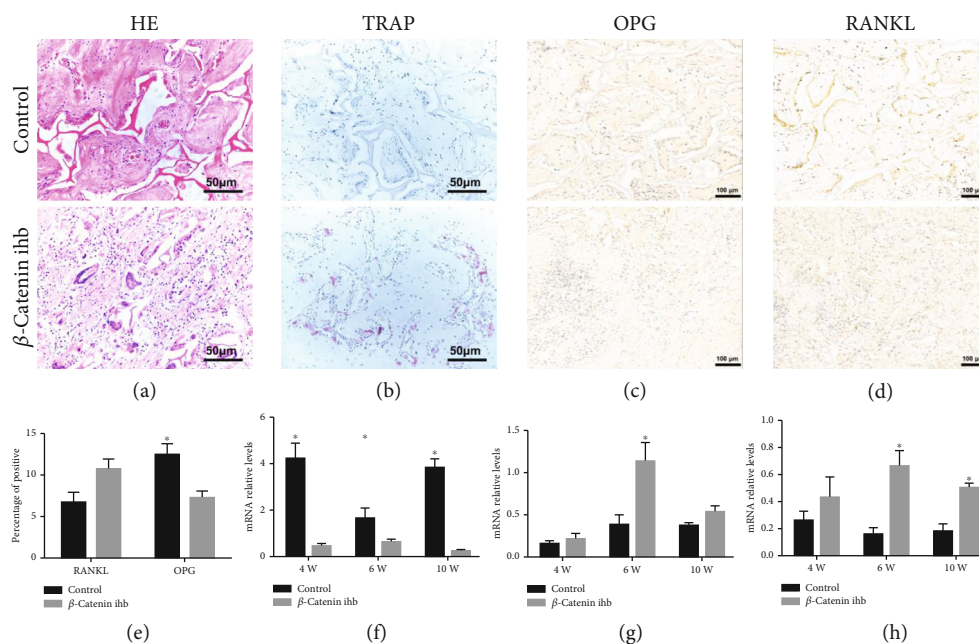 HE TRAP OPG RANKL
Control
50μm 50μm 100 μm 100 μm
β-Catenin ihb
50μm 50μm 100 μm 100 μm
(a) (b) (c) (d)
Percentage of positive
15
10
5
0
*
RANKL OPG
Control
β-Catenin ihb
(e)
mRNA relative levels
6
4
2
0
* * *
4 W 6 W 10 W
Control
β-Catenin ihb
(f)
mRNA relative levels
1.5
1.0
0.5
0.0
*
4 W 6 W 10 W
Control
β-Catenin ihb
(g)
mRNA relative levels
1.0
0.8
0.6
0.4
0.2
0.0
* *
4 W 6 W 10 W
Control
β-Catenin ihb
(h)